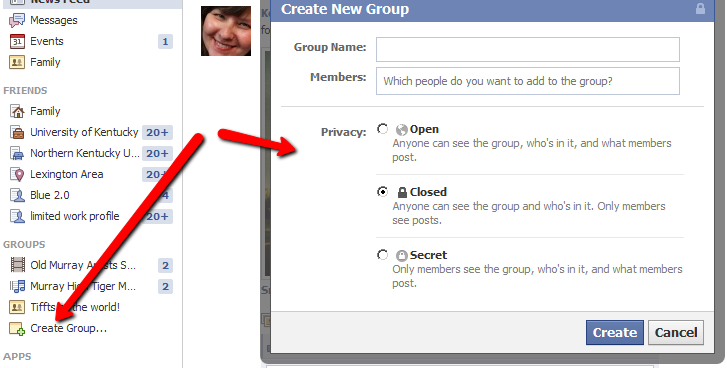 News Feed
Messages
Events 1
Family
FRIENDS
Family
University of Kentucky 20+
Northern Kentucky U... 20+
Lexington Area 20+
Blue 2.0 4
limited work profile 20+
GROUPS
Old Murray Artists S... 2
Murray High Tiger M... 2
Tiffts the world!
Create Group...
APPS
Create New Group
Group Name:
Members: Which people do you want to add to the group?
Privacy:
Open
Anyone can see the group, who's in it, and what members
post.
Closed
Anyone can see the group and who's in it. Only members
see posts.
Secret
Only members see the group, who's in it, and what members
post.
Create Cancel